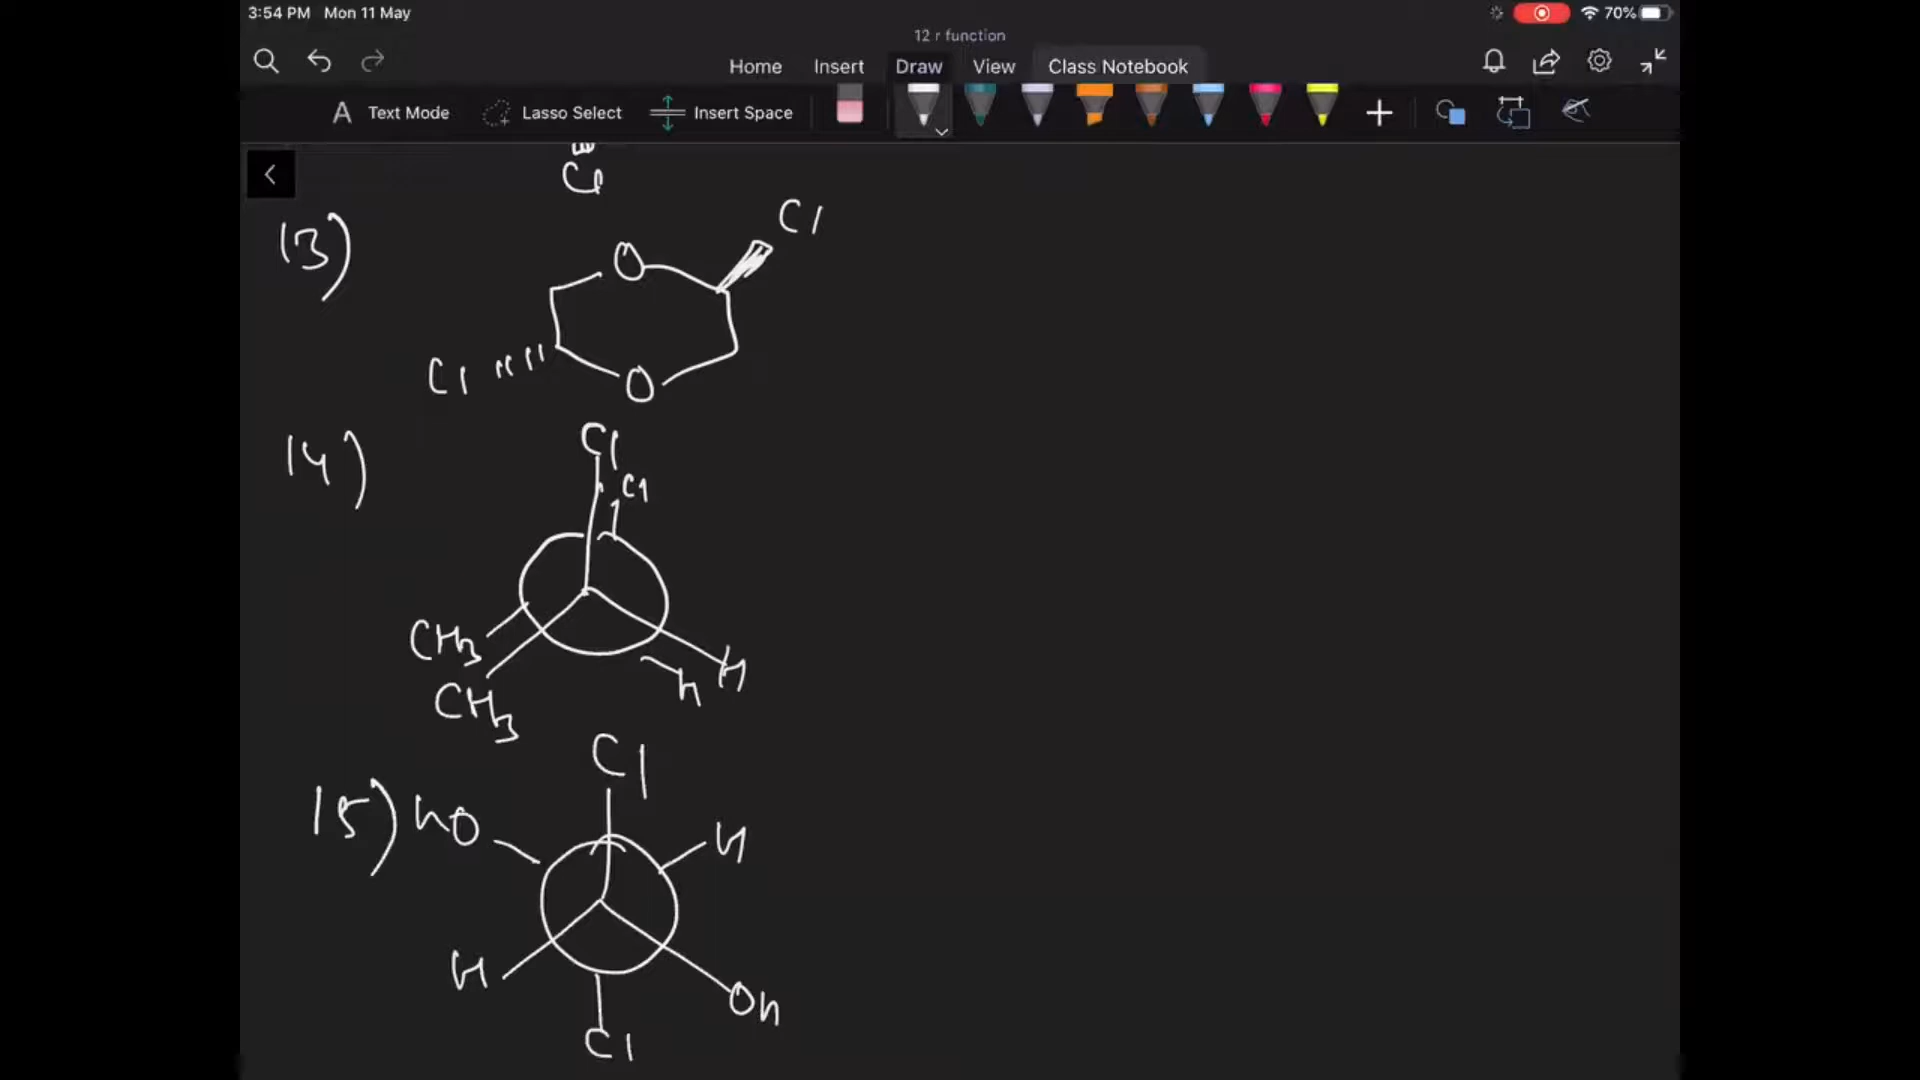 3:54 PM Mon 11 May
70%
12 r function
Home Insert Draw View Class Notebook
A Text Mode Lasso Select Insert Space
Cl
13)
Cl
O
Cl
O
14)
Cl
Cl
CH3
H
h
CH3
15)
Cl
hO
H
H
Oh
Cl